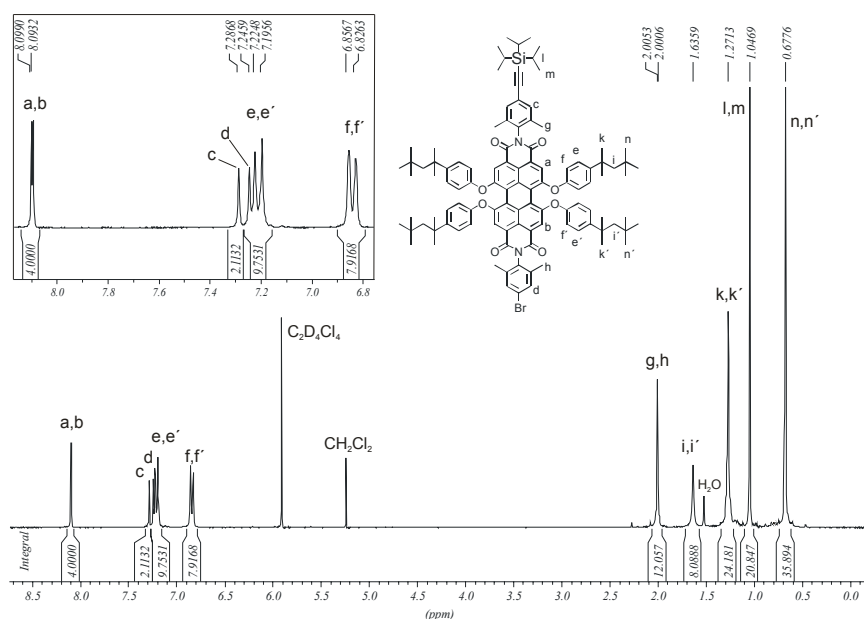 8.0990
8.0932
7.2868
7.2459
7.2248
7.1956
6.8567
6.8263
2.0053
2.0006
1.6359
1.2713
1.0469
0.6776
a,b
c
d
e,e´
f,f´
4.0000
2.1132
9.7531
7.9168
8.0
7.8
7.6
7.4
7.2
7.0
6.8
Si
l
m
c
g
N
O
O
k
n
a
f
e
i
O
O
O
O
b
f´
e´
i´
k´
n´
O
N
O
h
d
Br
l,m
n,n´
k,k´
g,h
i,i´
H2O
C2D4Cl4
CH2Cl2
a,b
c
d
e,e´
f,f´
Integral
4.0000
2.1132
9.7531
7.9168
12.057
8.0888
24.181
20.847
35.894
8.5 8.0 7.5 7.0 6.5 6.0 5.5 5.0 4.5 4.0 3.5 3.0 2.5 2.0 1.5 1.0 0.5 0.0
(ppm)